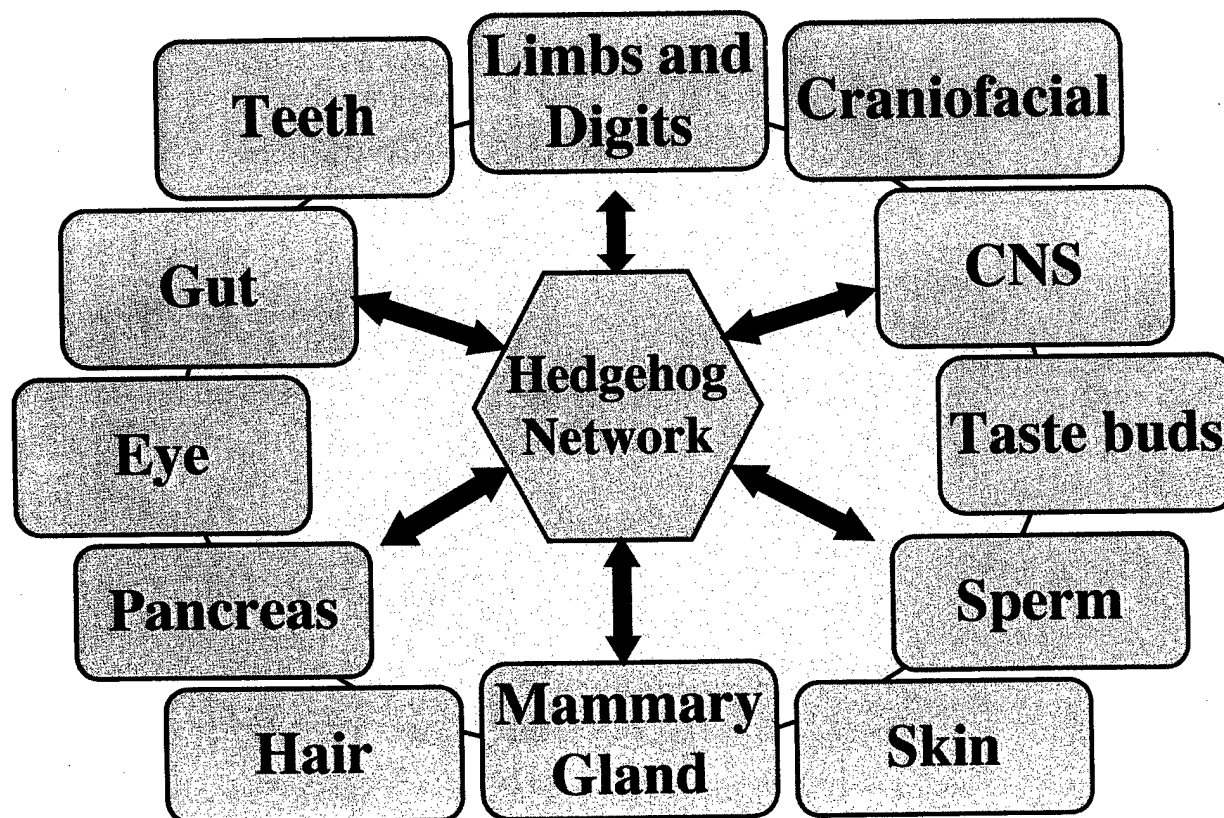 Teeth
Limbs and
Digits
Craniofacial
Gut
CNS
Hedgehog
Network
Eye
Taste buds
Pancreas
Sperm
Hair
Mammary
Gland
Skin